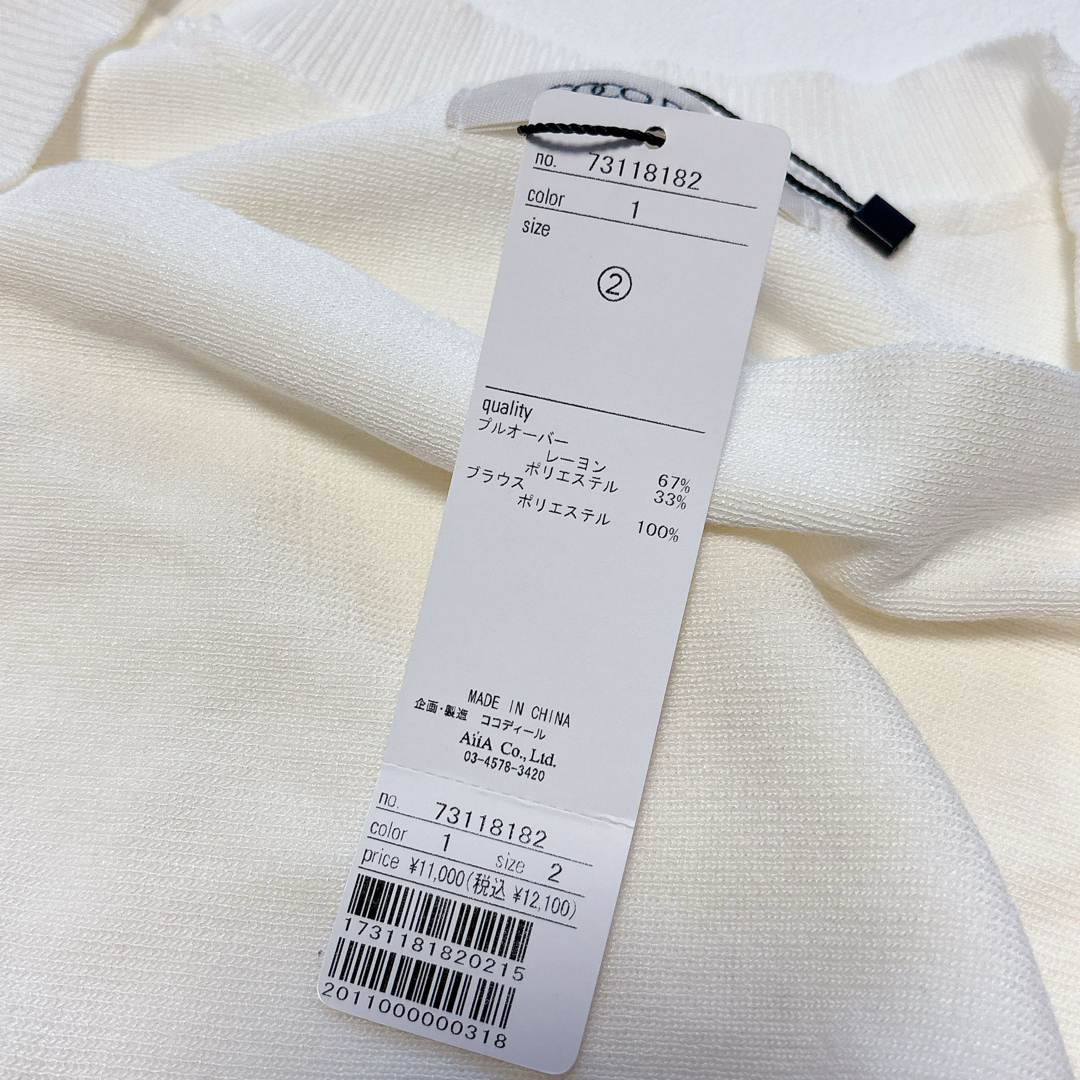 COCO D
no. 73118182
color 1
size
②
quality
プルオーバー
レーヨン 67%
ポリエステル 33%
ブラウス
ポリエステル 100%
MADE IN CHINA
企画・製造 ココディール
AïiA Co., Ltd.
03-4578-3420
no. 73118182
color 1 size 2
price ¥11,000(税込 ¥12,100)
1731181820215
2011000000318